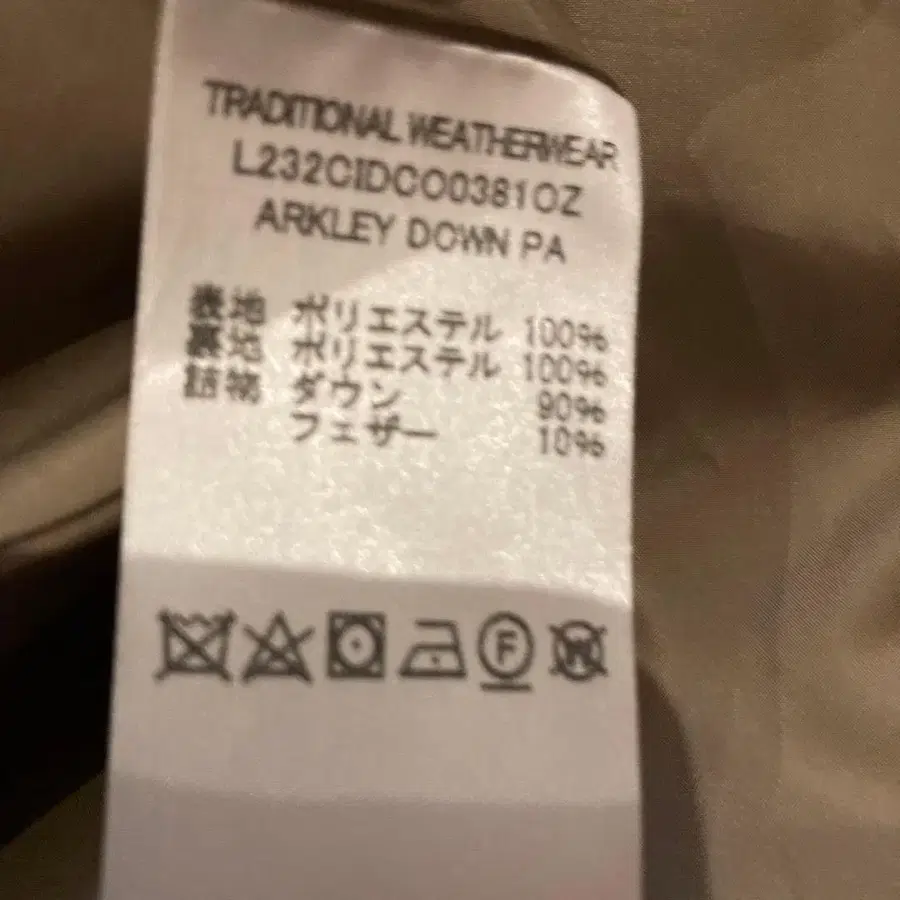 TRADITIONAL WEATHERWEAR
L232CIDCO0381OZ
ARKLEY DOWN PA
表地 ポリエステル 100%
裏地 ポリエステル 100%
詰物 ダウン 90%
フェザー 10%
F
W